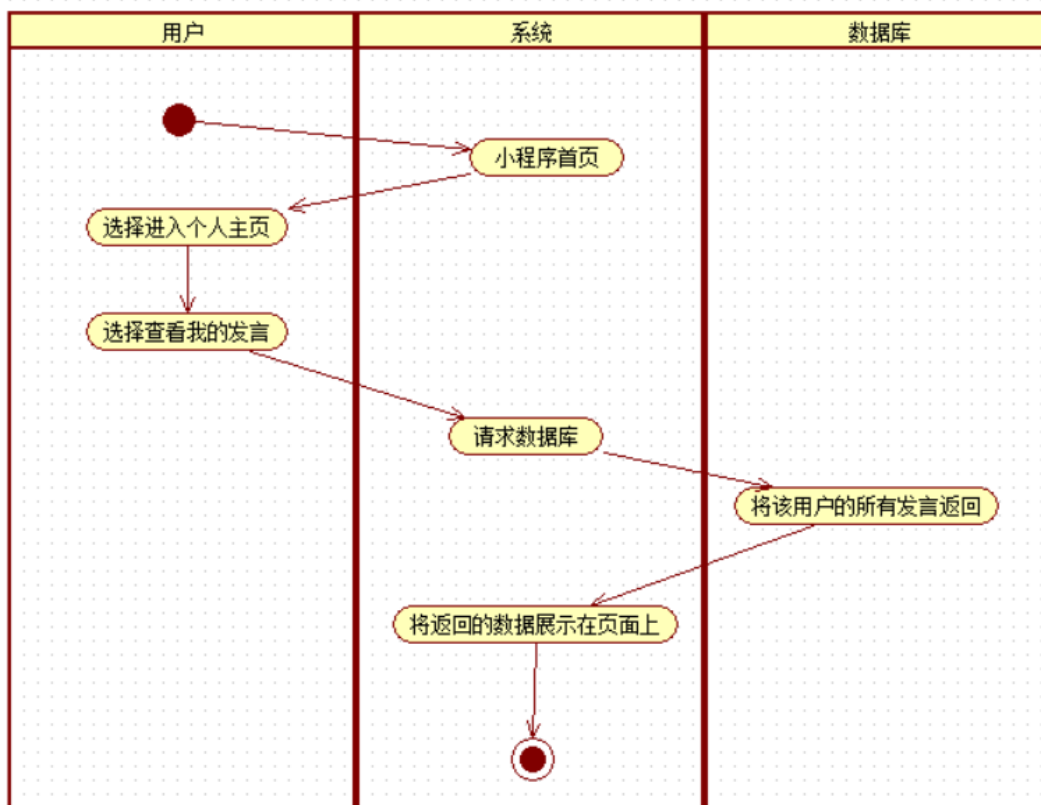 用户
系统
数据库
小程序首页
选择进入个人主页
选择查看我的发言
请求数据库
将该用户的所有发言返回
将返回的数据展示在页面上